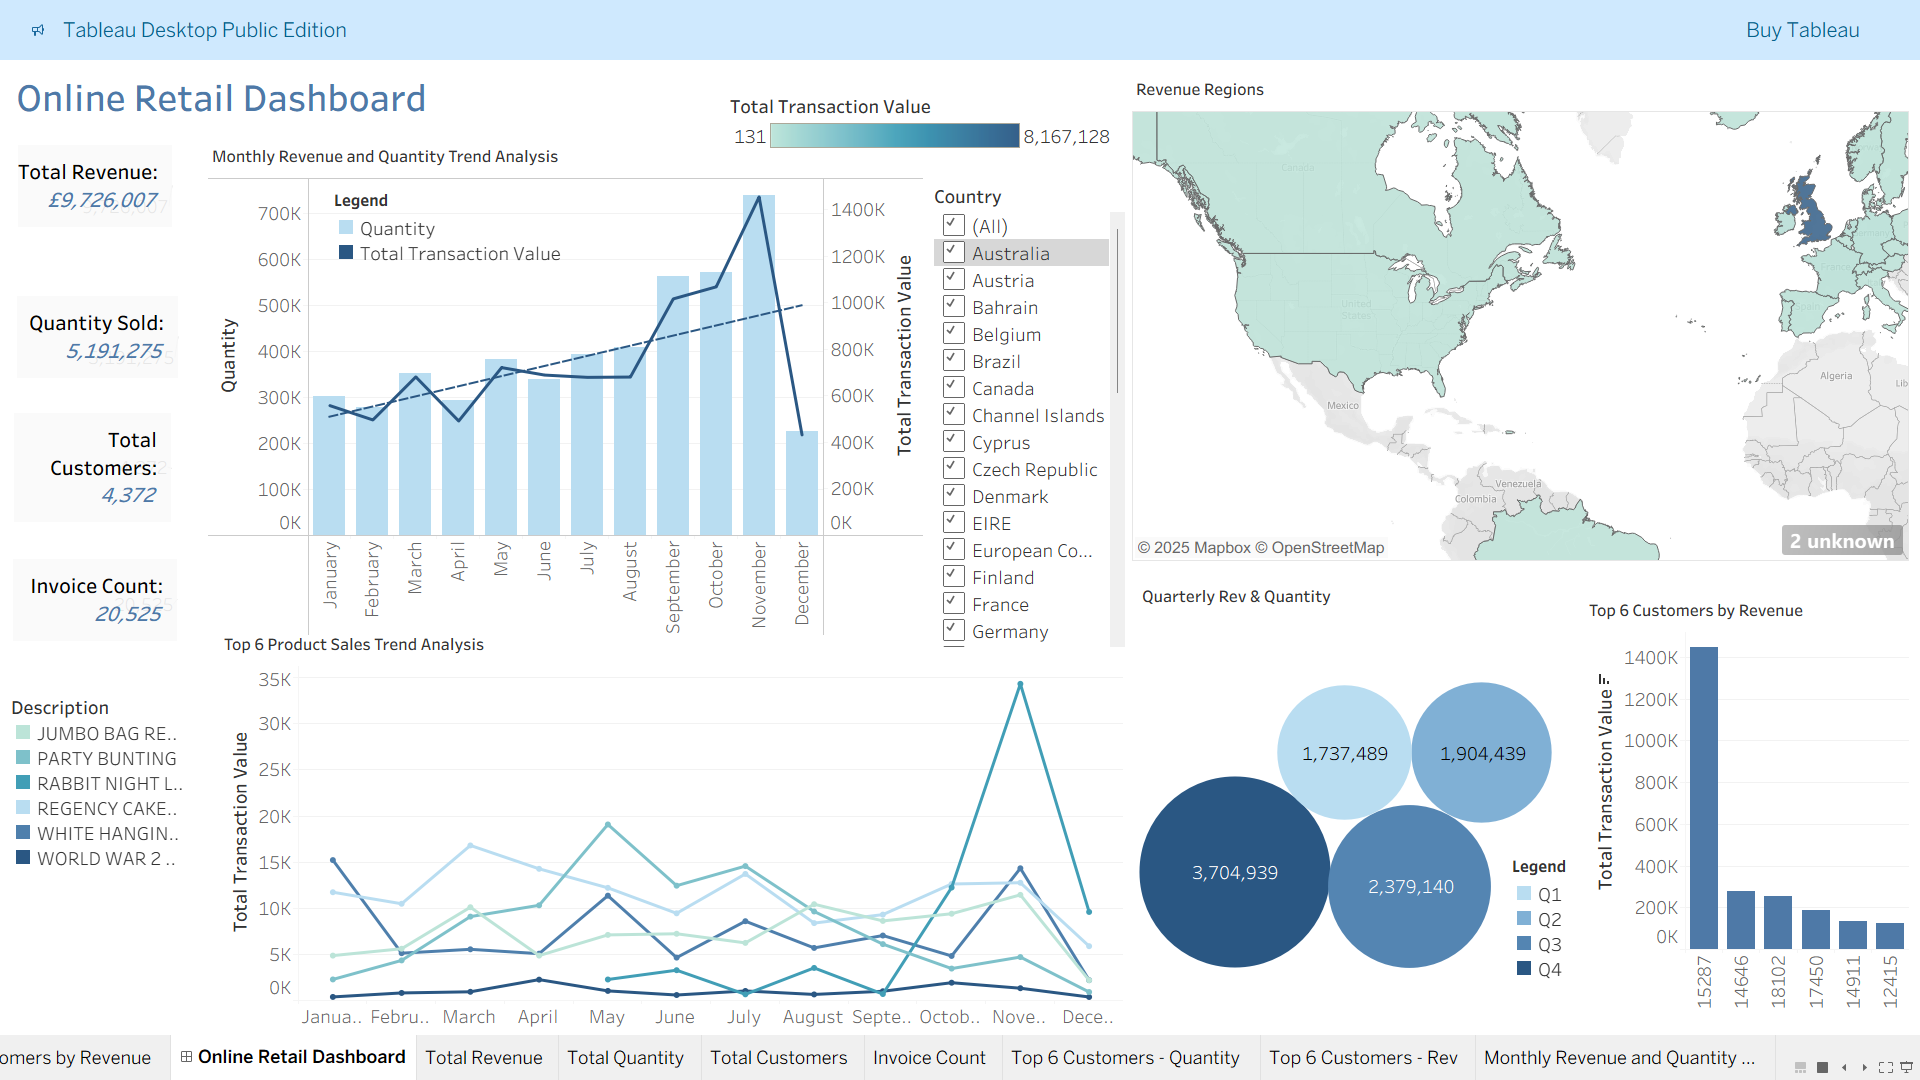 Tableau Desktop Public Edition
Buy Tableau
Online Retail Dashboard
Total Revenue:
£9,726,007
Quantity Sold:
5,191,275
Total
Customers:
4,372
Invoice Count:
20,525
Description
JUMBO BAG RE..
PARTY BUNTING
RABBIT NIGHT L..
REGENCY CAKE..
WHITE HANGIN..
WORLD WAR 2 ..
Monthly Revenue and Quantity Trend Analysis
Total Transaction Value
131
8,167,128
Legend
Quantity
Total Transaction Value
Quantity
700K
600K
500K
400K
300K
200K
100K
0K
1400K
1200K
1000K
800K
600K
400K
200K
0K
Total Transaction Value
January
February
March
April
May
June
July
August
September
October
November
December
Country
(All)
Australia
Austria
Bahrain
Belgium
Brazil
Canada
Channel Islands
Cyprus
Czech Republic
Denmark
EIRE
European Co...
Finland
France
Germany
Revenue Regions
Canada
United
States
Mexico
Venezuela
Colombia
Algeria
Lib
Germany
France
Spain
© 2025 Mapbox © OpenStreetMap
2 unknown
Top 6 Product Sales Trend Analysis
Total Transaction Value
35K
30K
25K
20K
15K
10K
5K
0K
Janua..
Febru..
March
April
May
June
July
August
Septe..
Octob..
Nove..
Dece..
Quarterly Rev & Quantity
1,737,489
1,904,439
3,704,939
2,379,140
Legend
Q1
Q2
Q3
Q4
Top 6 Customers by Revenue
Total Transaction Value
1400K
1200K
1000K
800K
600K
400K
200K
0K
15287
14646
18102
17450
14911
12415
omers by Revenue
Online Retail Dashboard
Total Revenue
Total Quantity
Total Customers
Invoice Count
Top 6 Customers - Quantity
Top 6 Customers - Rev
Monthly Revenue and Quantity ...